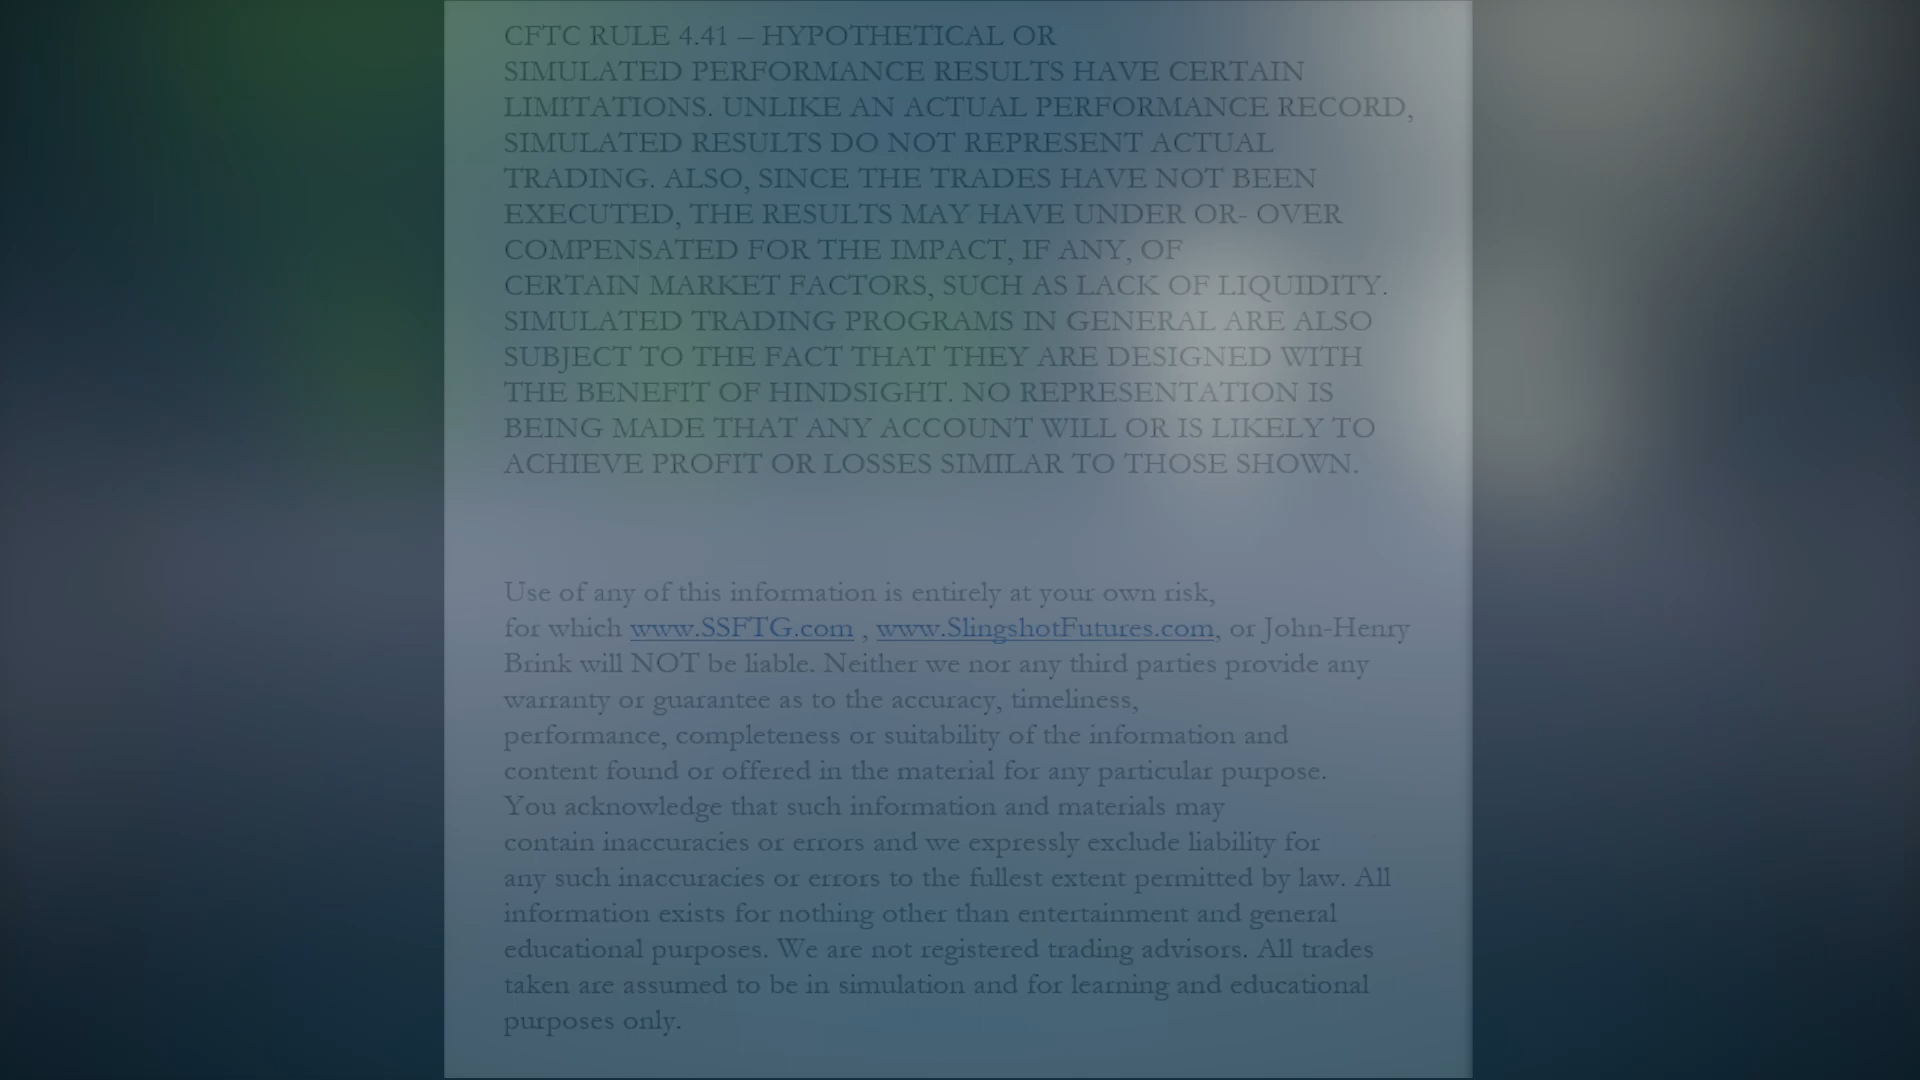 CFTC RULE 4.41 – HYPOTHETICAL OR
SIMULATED PERFORMANCE RESULTS HAVE CERTAIN
LIMITATIONS. UNLIKE AN ACTUAL PERFORMANCE RECORD,
SIMULATED RESULTS DO NOT REPRESENT ACTUAL
TRADING. ALSO, SINCE THE TRADES HAVE NOT BEEN
EXECUTED, THE RESULTS MAY HAVE UNDER OR- OVER
COMPENSATED FOR THE IMPACT, IF ANY, OF
CERTAIN MARKET FACTORS, SUCH AS LACK OF LIQUIDITY.
SIMULATED TRADING PROGRAMS IN GENERAL ARE ALSO
SUBJECT TO THE FACT THAT THEY ARE DESIGNED WITH
THE BENEFIT OF HINDSIGHT. NO REPRESENTATION IS
BEING MADE THAT ANY ACCOUNT WILL OR IS LIKELY TO
ACHIEVE PROFIT OR LOSSES SIMILAR TO THOSE SHOWN.
Use of any of this information is entirely at your own risk,
for which www.SSFTG.com , www.SlingshotFutures.com, or John-Henry
Brink will NOT be liable. Neither we nor any third parties provide any
warranty or guarantee as to the accuracy, timeliness,
performance, completeness or suitability of the information and
content found or offered in the material for any particular purpose.
You acknowledge that such information and materials may
contain inaccuracies or errors and we expressly exclude liability for
any such inaccuracies or errors to the fullest extent permitted by law. All
information exists for nothing other than entertainment and general
educational purposes. We are not registered trading advisors. All trades
taken are assumed to be in simulation and for learning and educational
purposes only.